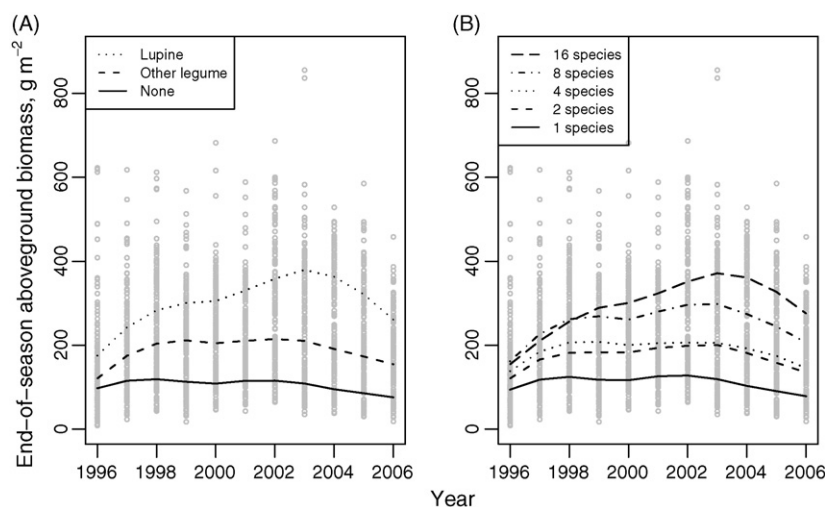 (A)
Lupine
Other legume
None
End−of−season aboveground biomass, g m−2
0
200
400
600
800
1996
1998
2000
2002
2004
2006
(B)
16 species
8 species
4 species
2 species
1 species
0
200
400
600
800
1996
1998
2000
2002
2004
2006
Year